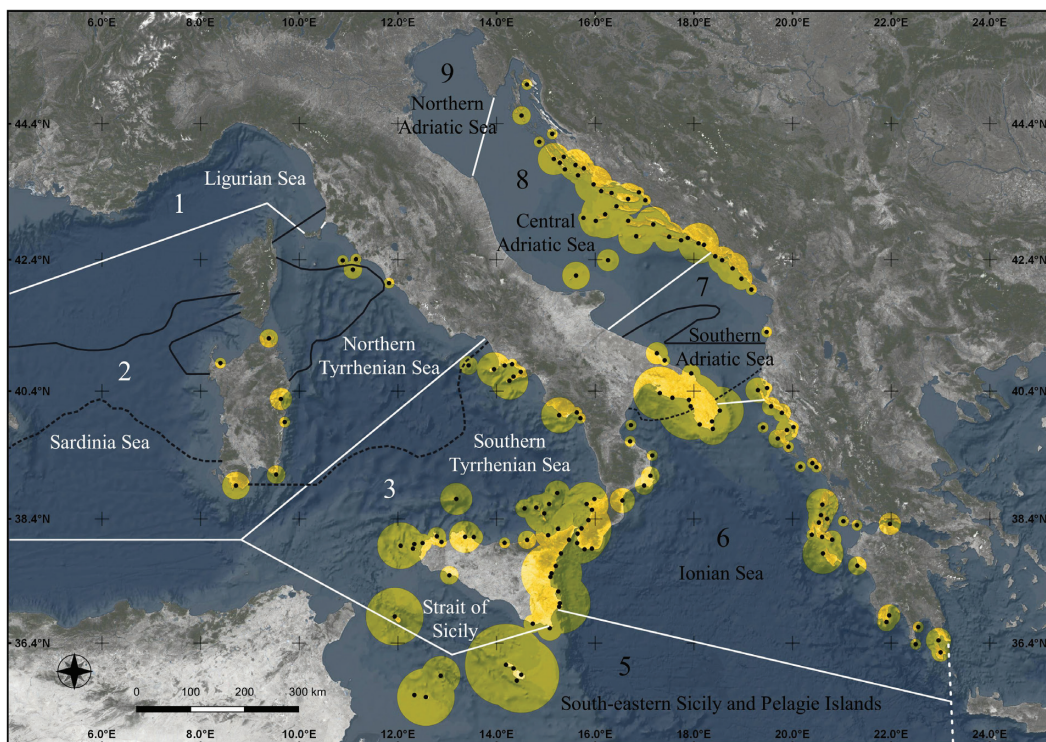 6.0°E 8.0°E 10.0°E 12.0°E 14.0°E 16.0°E 18.0°E 20.0°E 22.0°E 24.0°E
9
Northern
Adriatic Sea
44.4°N 44.4°N
8
Ligurian Sea
1
Central
Adriatic Sea
42.4°N 42.4°N
7
Southern
Adriatic Sea
Northern
Tyrrhenian Sea
2
40.4°N 40.4°N
Sardinia Sea
Southern
Tyrrhenian Sea
3
38.4°N 38.4°N
6
Ionian Sea
Strait of
Sicily
36.4°N 36.4°N
5
South-eastern Sicily and Pelagie Islands
0 100 200 300 km
6.0°E 8.0°E 10.0°E 12.0°E 14.0°E 16.0°E 18.0°E 20.0°E 22.0°E 24.0°E